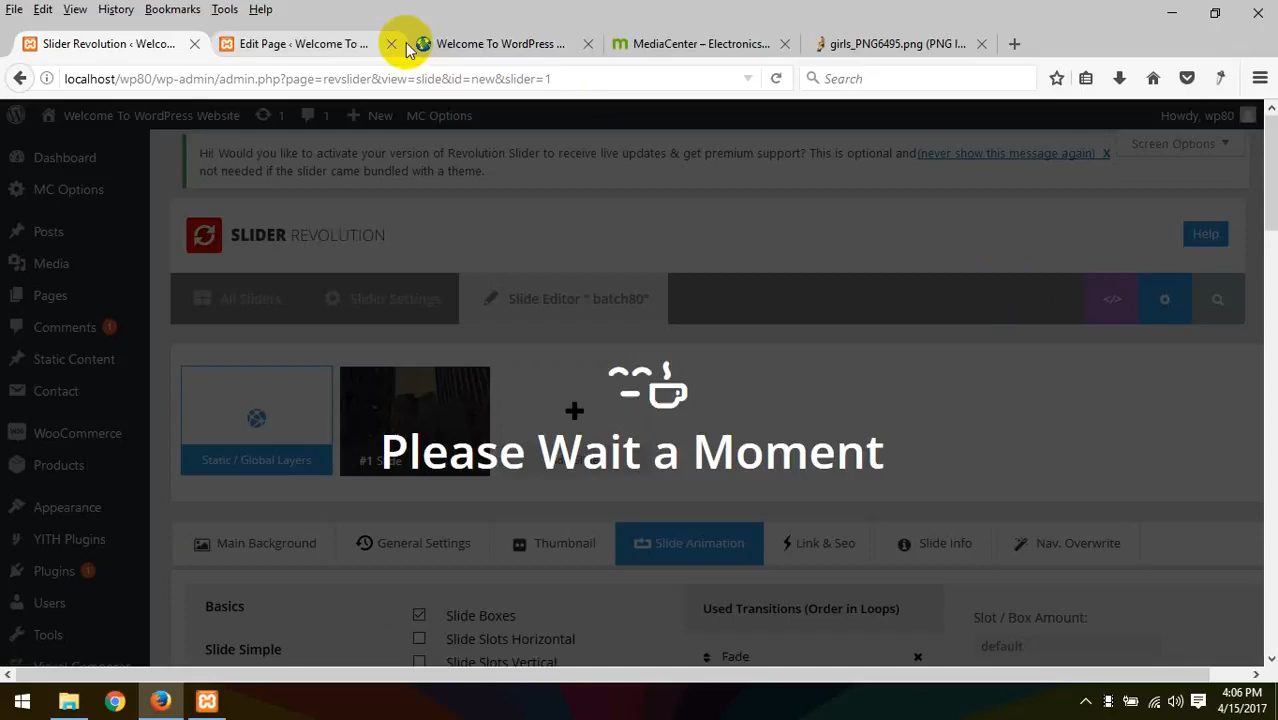 File Edit View History Bookmarks Tools Help
Slider Revolution ‹ Welco... Edit Page ‹ Welcome To ... Welcome To WordPress ... MediaCenter – Electronics... girls_PNG6495.png (PNG I...
localhost/wp80/wp-admin/admin.php?page=revslider&view=slide&id=new&slider=1 Search
Welcome To WordPress Website 1 1 New MC Options Howdy, wp80
Dashboard
MC Options
Posts
Media
Pages
Comments 1
Static Content
Contact
WooCommerce
Products
Appearance
YITH Plugins
Plugins 1
Users
Tools
Visual Composer
Screen Options
Hi! Would you like to activate your version of Revolution Slider to receive live updates & get premium support? This is optional and (never show this message again) X
not needed if the slider came bundled with a theme.
SLIDER REVOLUTION Help
All Sliders Slider Settings Slide Editor " batch80" </>
Static / Global Layers #1 Slide
Please Wait a Moment
Main Background General Settings Thumbnail Slide Animation Link & Seo Slide Info Nav. Overwrite
Basics Slide Boxes Used Transitions (Order in Loops) Slot / Box Amount:
Slide Slots Horizontal
Slide Simple Slide Slots Vertical Fade default
4:06 PM
4/15/2017